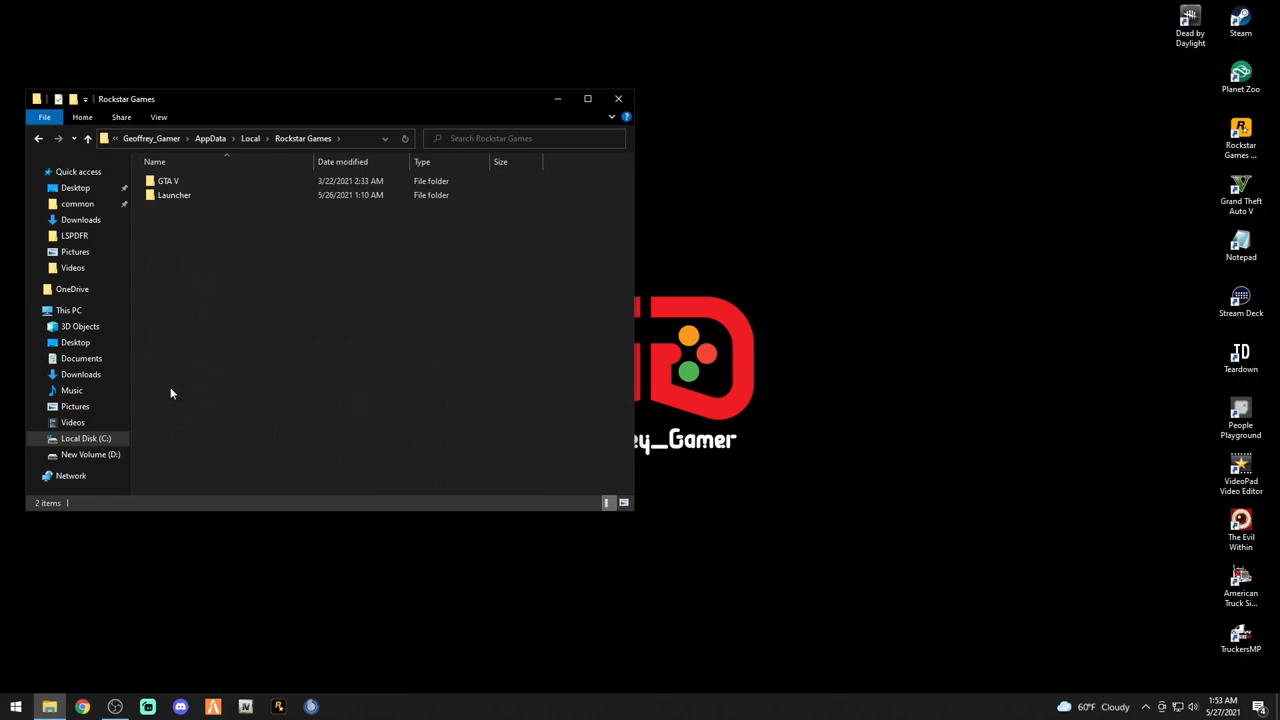 Rockstar Games
File
Home
Share
View
Geoffrey_Gamer
AppData
Local
Rockstar Games
Search Rockstar Games
Name
Date modified
Type
Size
GTA V
3/22/2021 2:33 AM
File folder
Launcher
5/26/2021 1:10 AM
File folder
Quick access
Desktop
common
Downloads
LSPDFR
Pictures
Videos
OneDrive
This PC
3D Objects
Desktop
Documents
Downloads
Music
Pictures
Videos
Local Disk (C:)
New Volume (D:)
Network
2 items
ey_Gamer
Dead by
Daylight
Steam
Planet Zoo
Rockstar
Games ...
Grand Theft
Auto V
Notepad
Stream Deck
TD
Teardown
People
Playground
VideoPad
Video Editor
The Evil
Within
American
Truck Si...
TruckersMP
60°F Cloudy
1:53 AM
5/27/2021
4